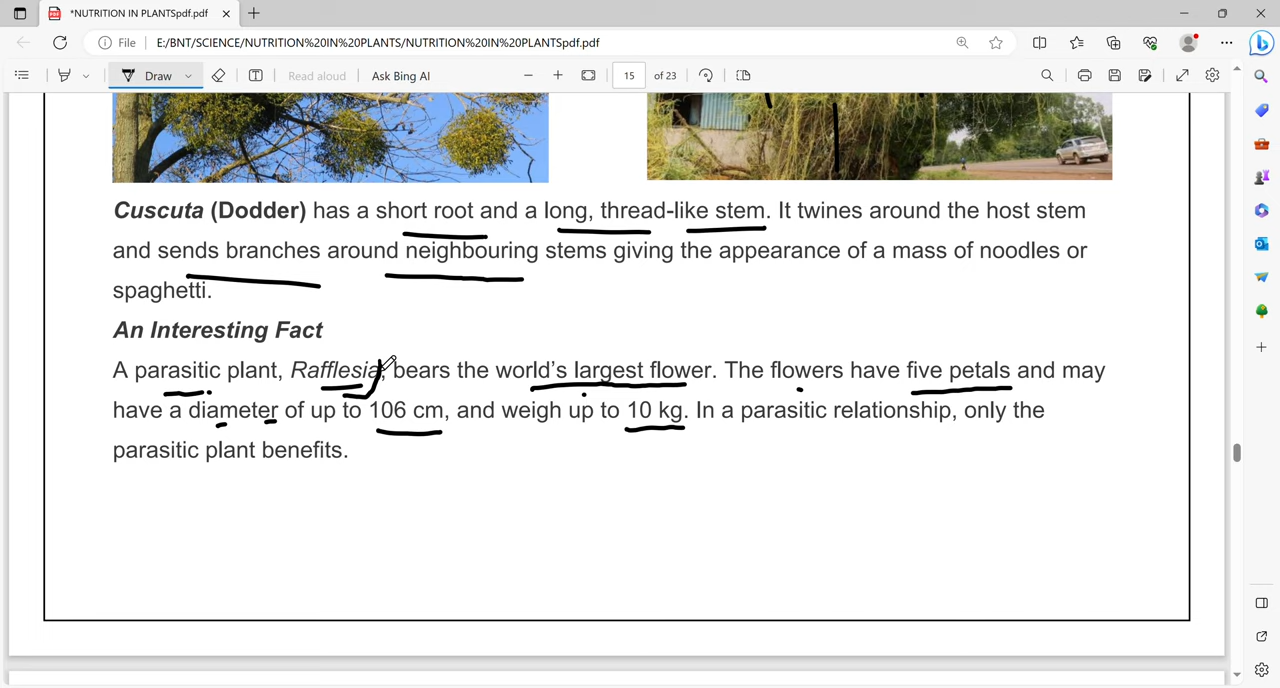 *NUTRITION IN PLANTSpdf.pdf
File E:/BNT/SCIENCE/NUTRITION%20IN%20PLANTS/NUTRITION%20IN%20PLANTSpdf.pdf
Draw Read aloud Ask Bing AI 15 of 23
Cuscuta (Dodder) has a short root and a long, thread-like stem. It twines around the host stem
and sends branches around neighbouring stems giving the appearance of a mass of noodles or
spaghetti.
An Interesting Fact
A parasitic plant, Rafflesia, bears the world’s largest flower. The flowers have five petals and may
have a diameter of up to 106 cm, and weigh up to 10 kg. In a parasitic relationship, only the
parasitic plant benefits.